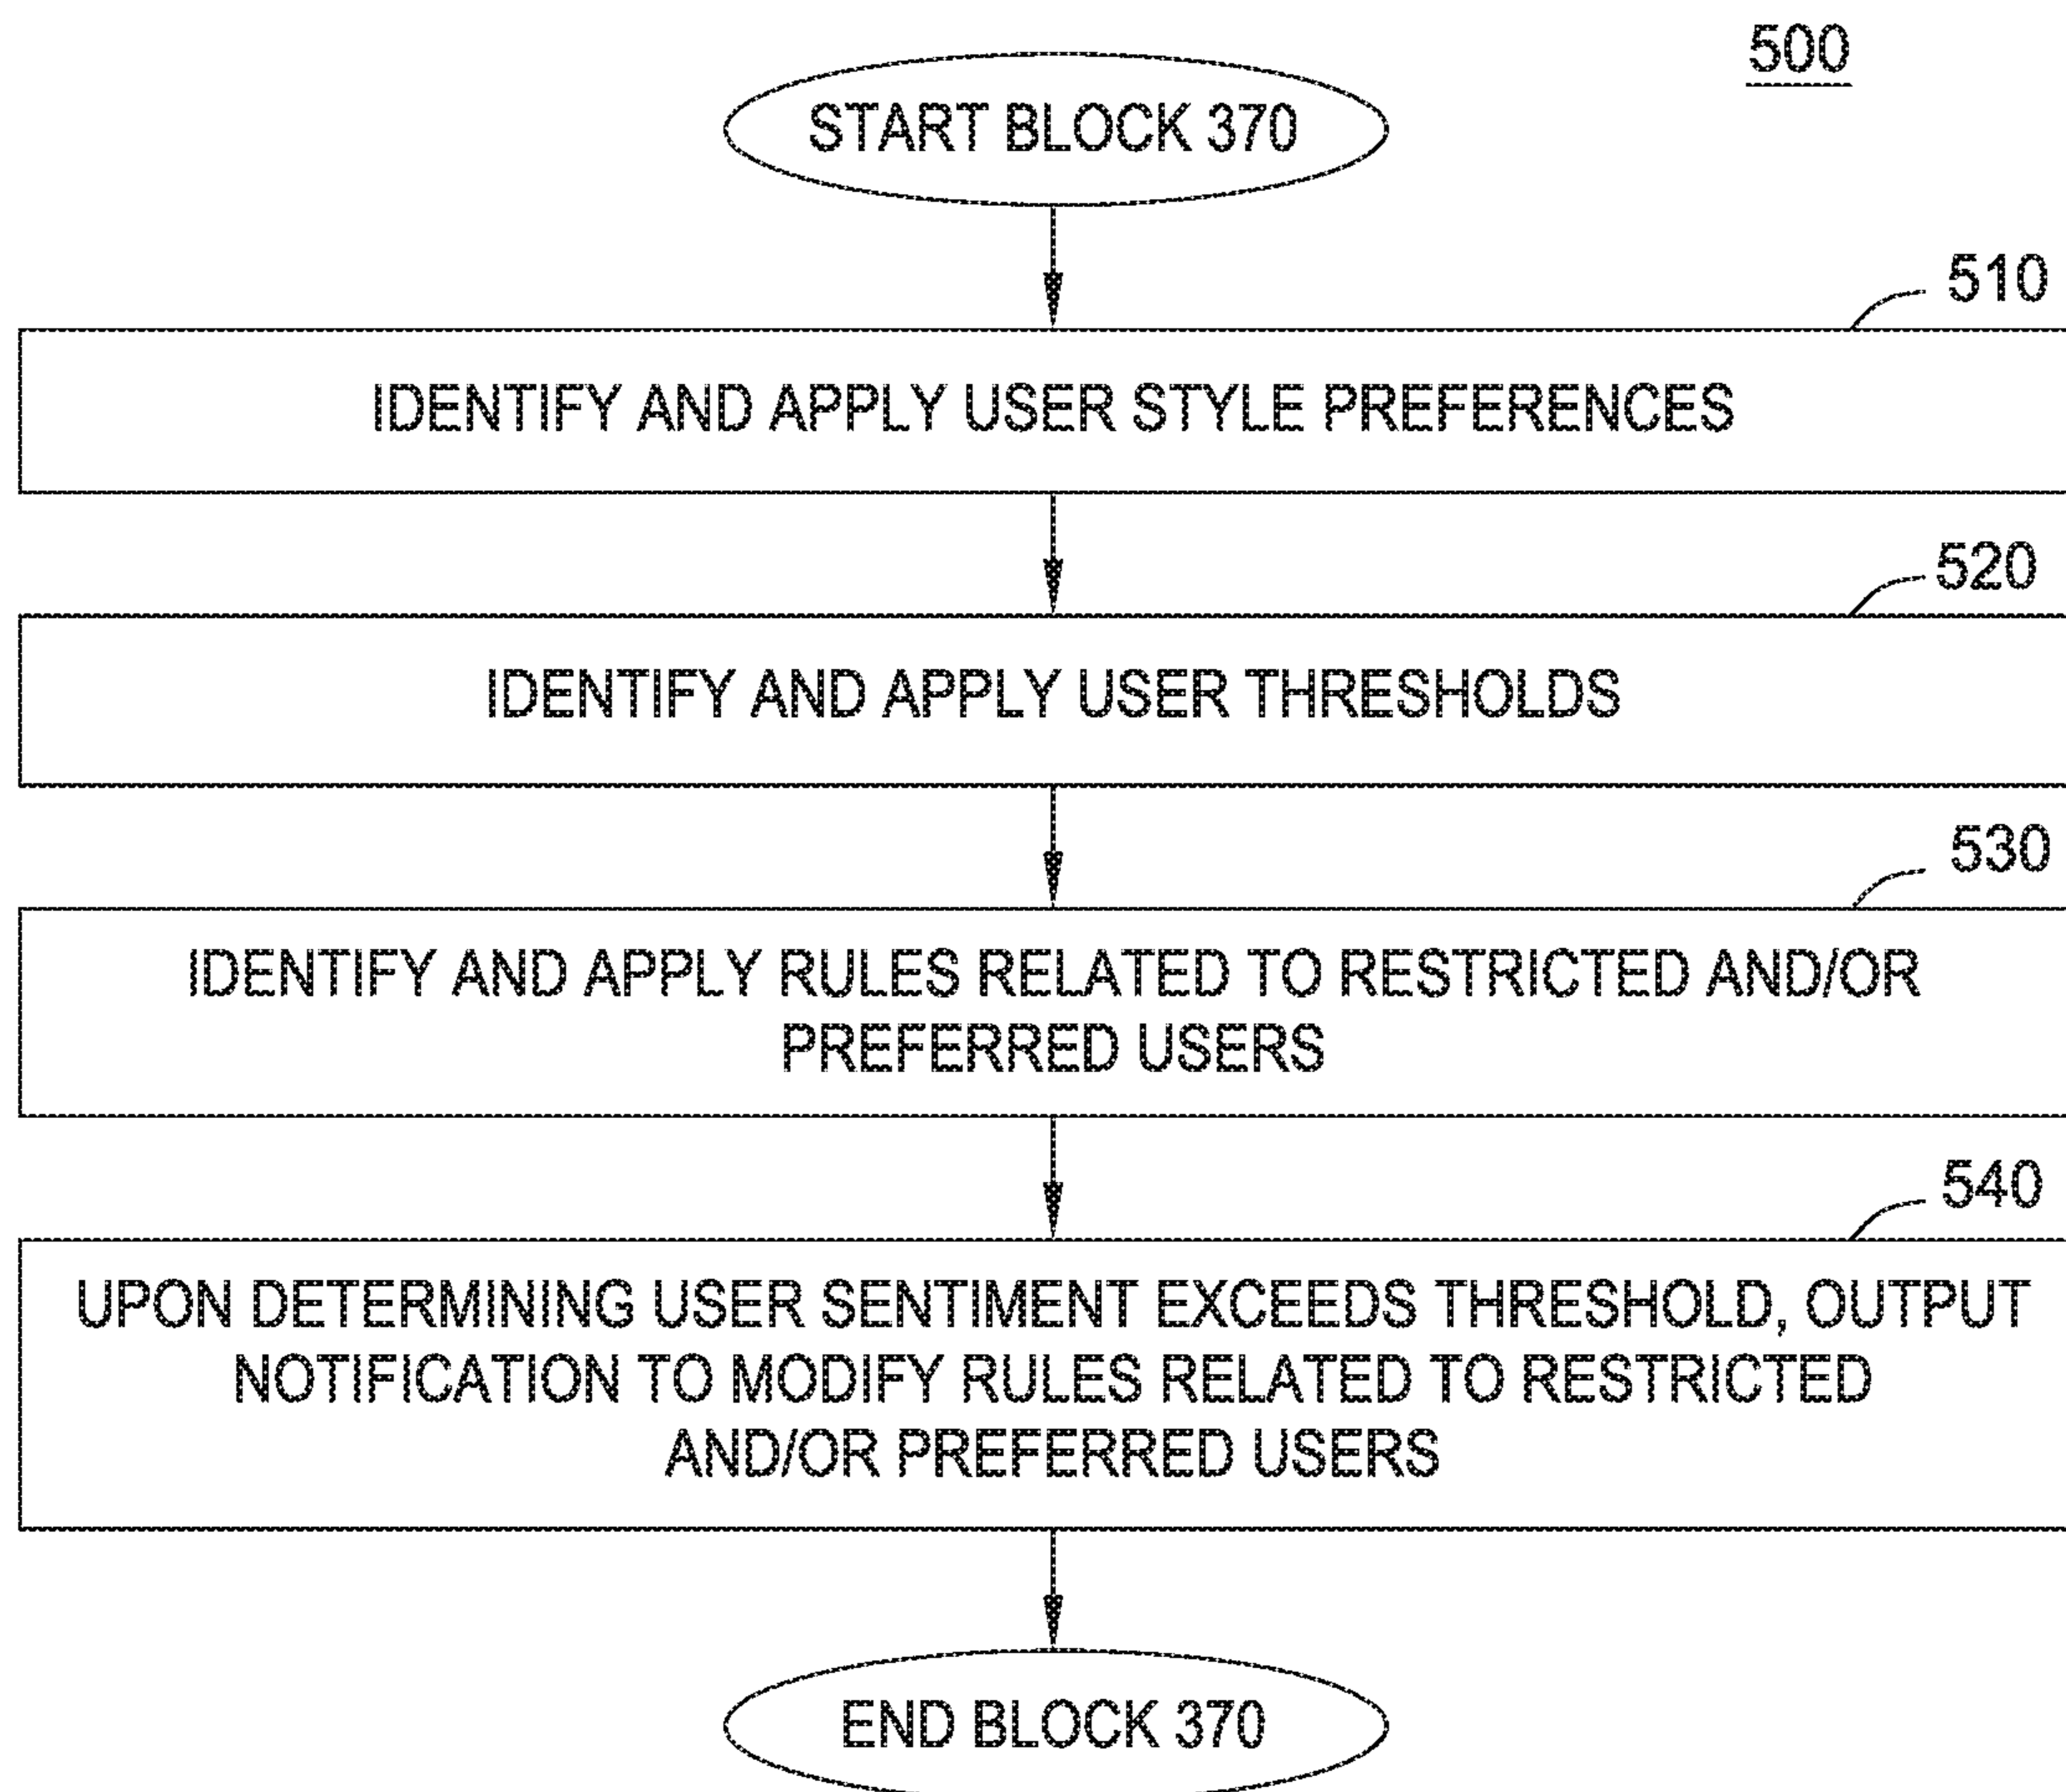 500
START BLOCK 370
510
IDENTIFY AND APPLY USER STYLE PREFERENCES
520
IDENTIFY AND APPLY USER THRESHOLDS
530
IDENTIFY AND APPLY RULES RELATED TO RESTRICTED AND/OR
PREFERRED USERS
540
UPON DETERMINING USER SENTIMENT EXCEEDS THRESHOLD, OUTPUT
NOTIFICATION TO MODIFY RULES RELATED TO RESTRICTED
AND/OR PREFERRED USERS
END BLOCK 370